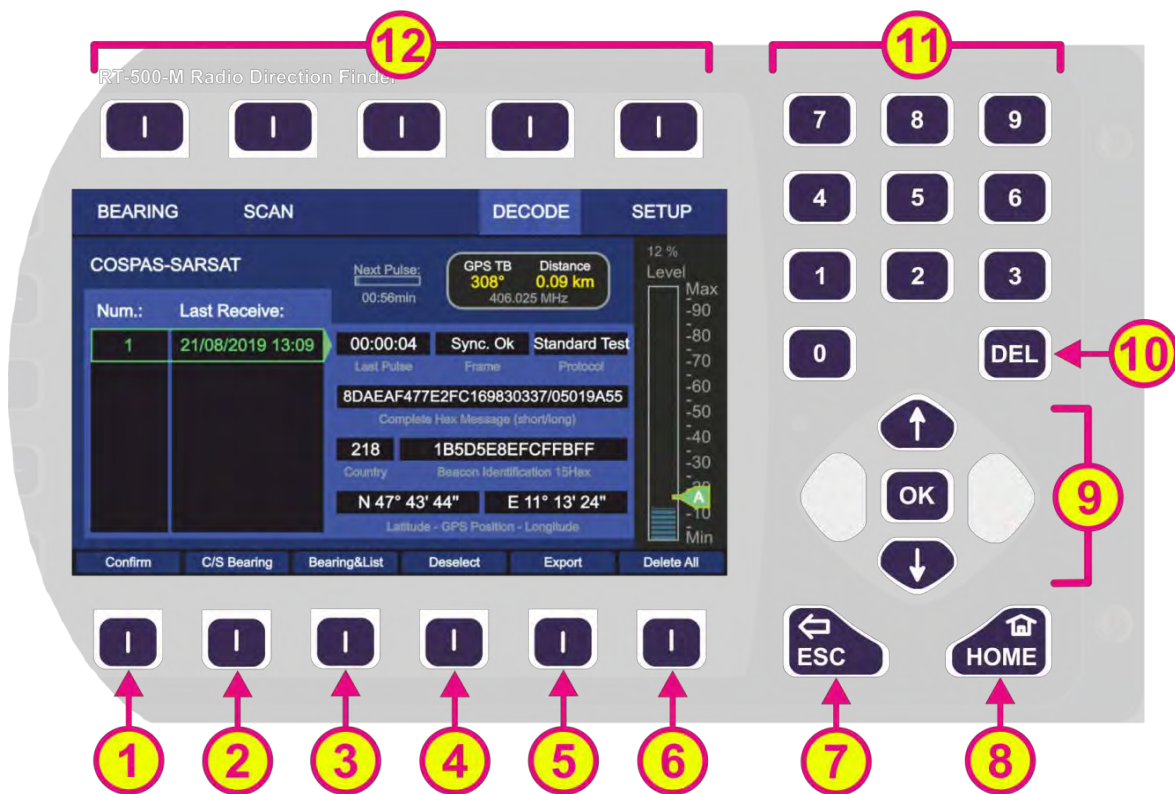 12
11
RT-500-M Radio Direction Finder
7 8 9
BEARING SCAN DECODE SETUP
4 5 6
COSPAS-SARSAT
Next Pulse:
00:56min
GPS TB Distance
308° 0.09 km
406.025 MHz
12 %
Level
Max
-90
-80
-70
-60
-50
-40
-30
-20
-10
Min
A
1 2 3
Num.: Last Receive:
1 21/08/2019 13:09
00:00:04 Sync. Ok Standard Test
Last Pulse Frame Protocol
0 DEL
10
8DAEAF477E2FC169830337/05019A55
Complete Hex Message (short/long)
218 1B5D5E8EFCFFBFF
Country Beacon Identification 15Hex
OK
9
N 47° 43' 44" E 11° 13' 24"
Latitude - GPS Position - Longitude
Confirm C/S Bearing Bearing&List Deselect Export Delete All
ESC HOME
1 2 3 4 5 6 7 8